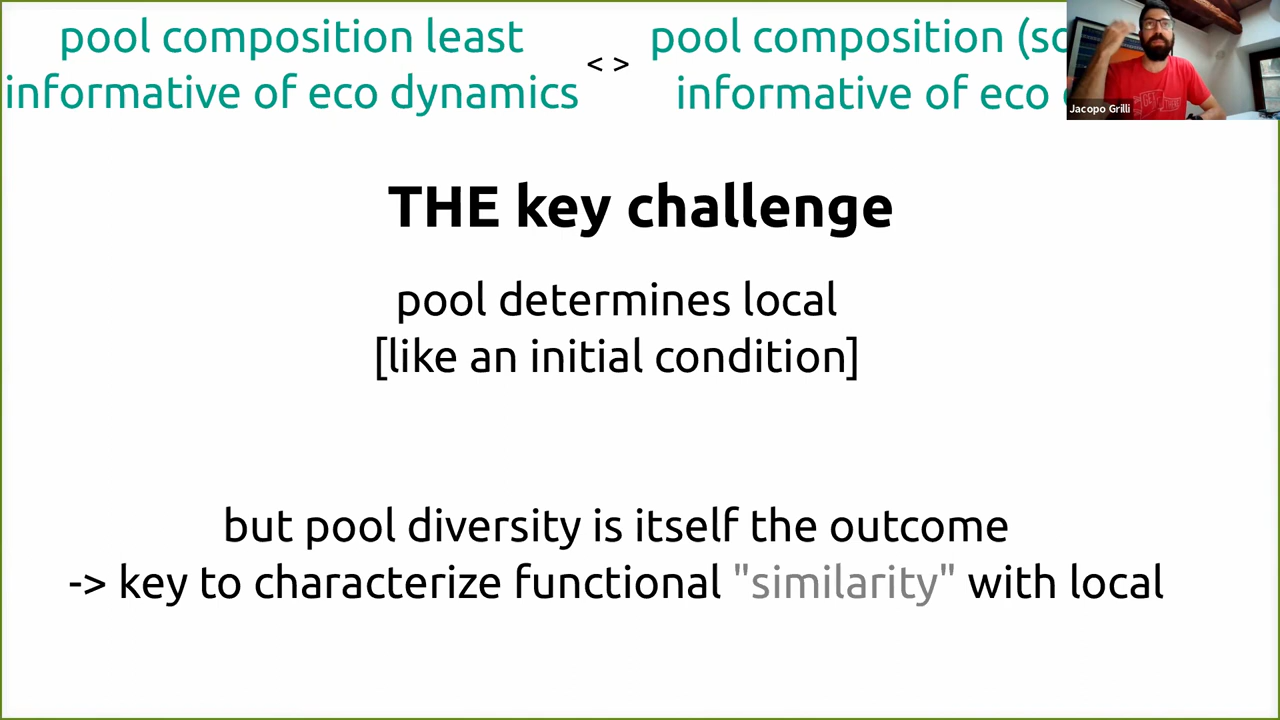 pool composition least
informative of eco dynamics
< >
pool composition
informative of eco
Jacopo Grilli
THE key challenge
pool determines local
[like an initial condition]
but pool diversity is itself the outcome
-> key to characterize functional "similarity" with local